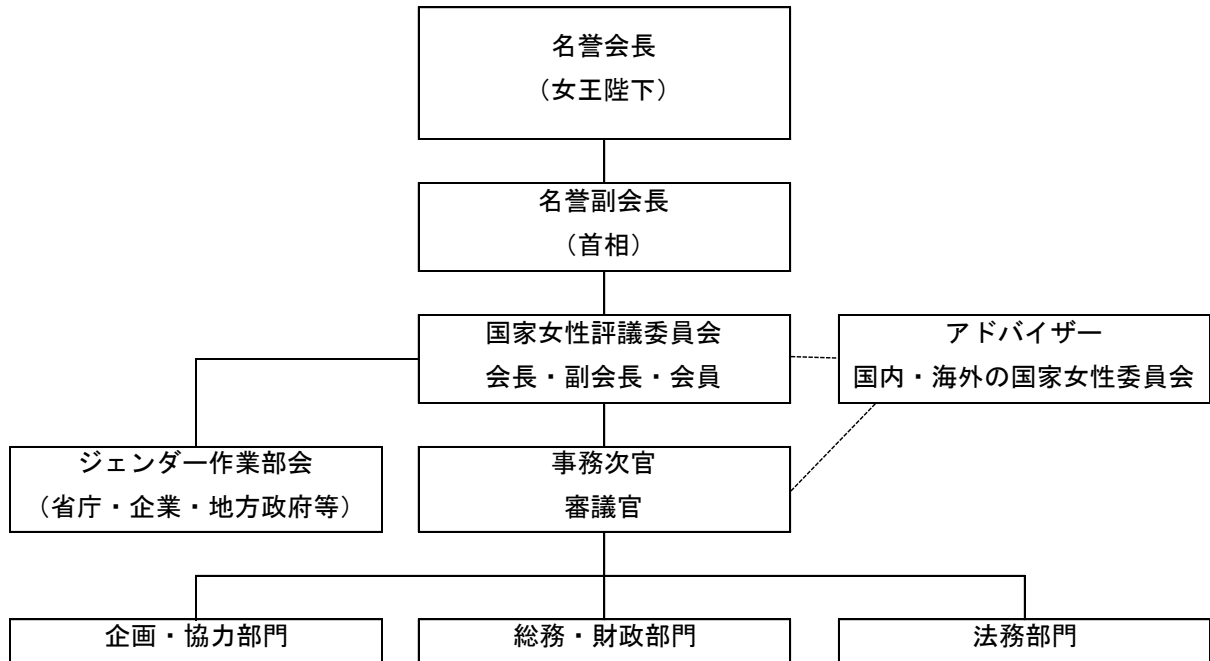 名誉会長
（女王陛下）
名誉副会長
（首相）
国家女性評議委員会
会長・副会長・会員
アドバイザー
国内・海外の国家女性委員会
ジェンダー作業部会
（省庁・企業・地方政府等）
事務次官
審議官
企画・協力部門
総務・財政部門
法務部門